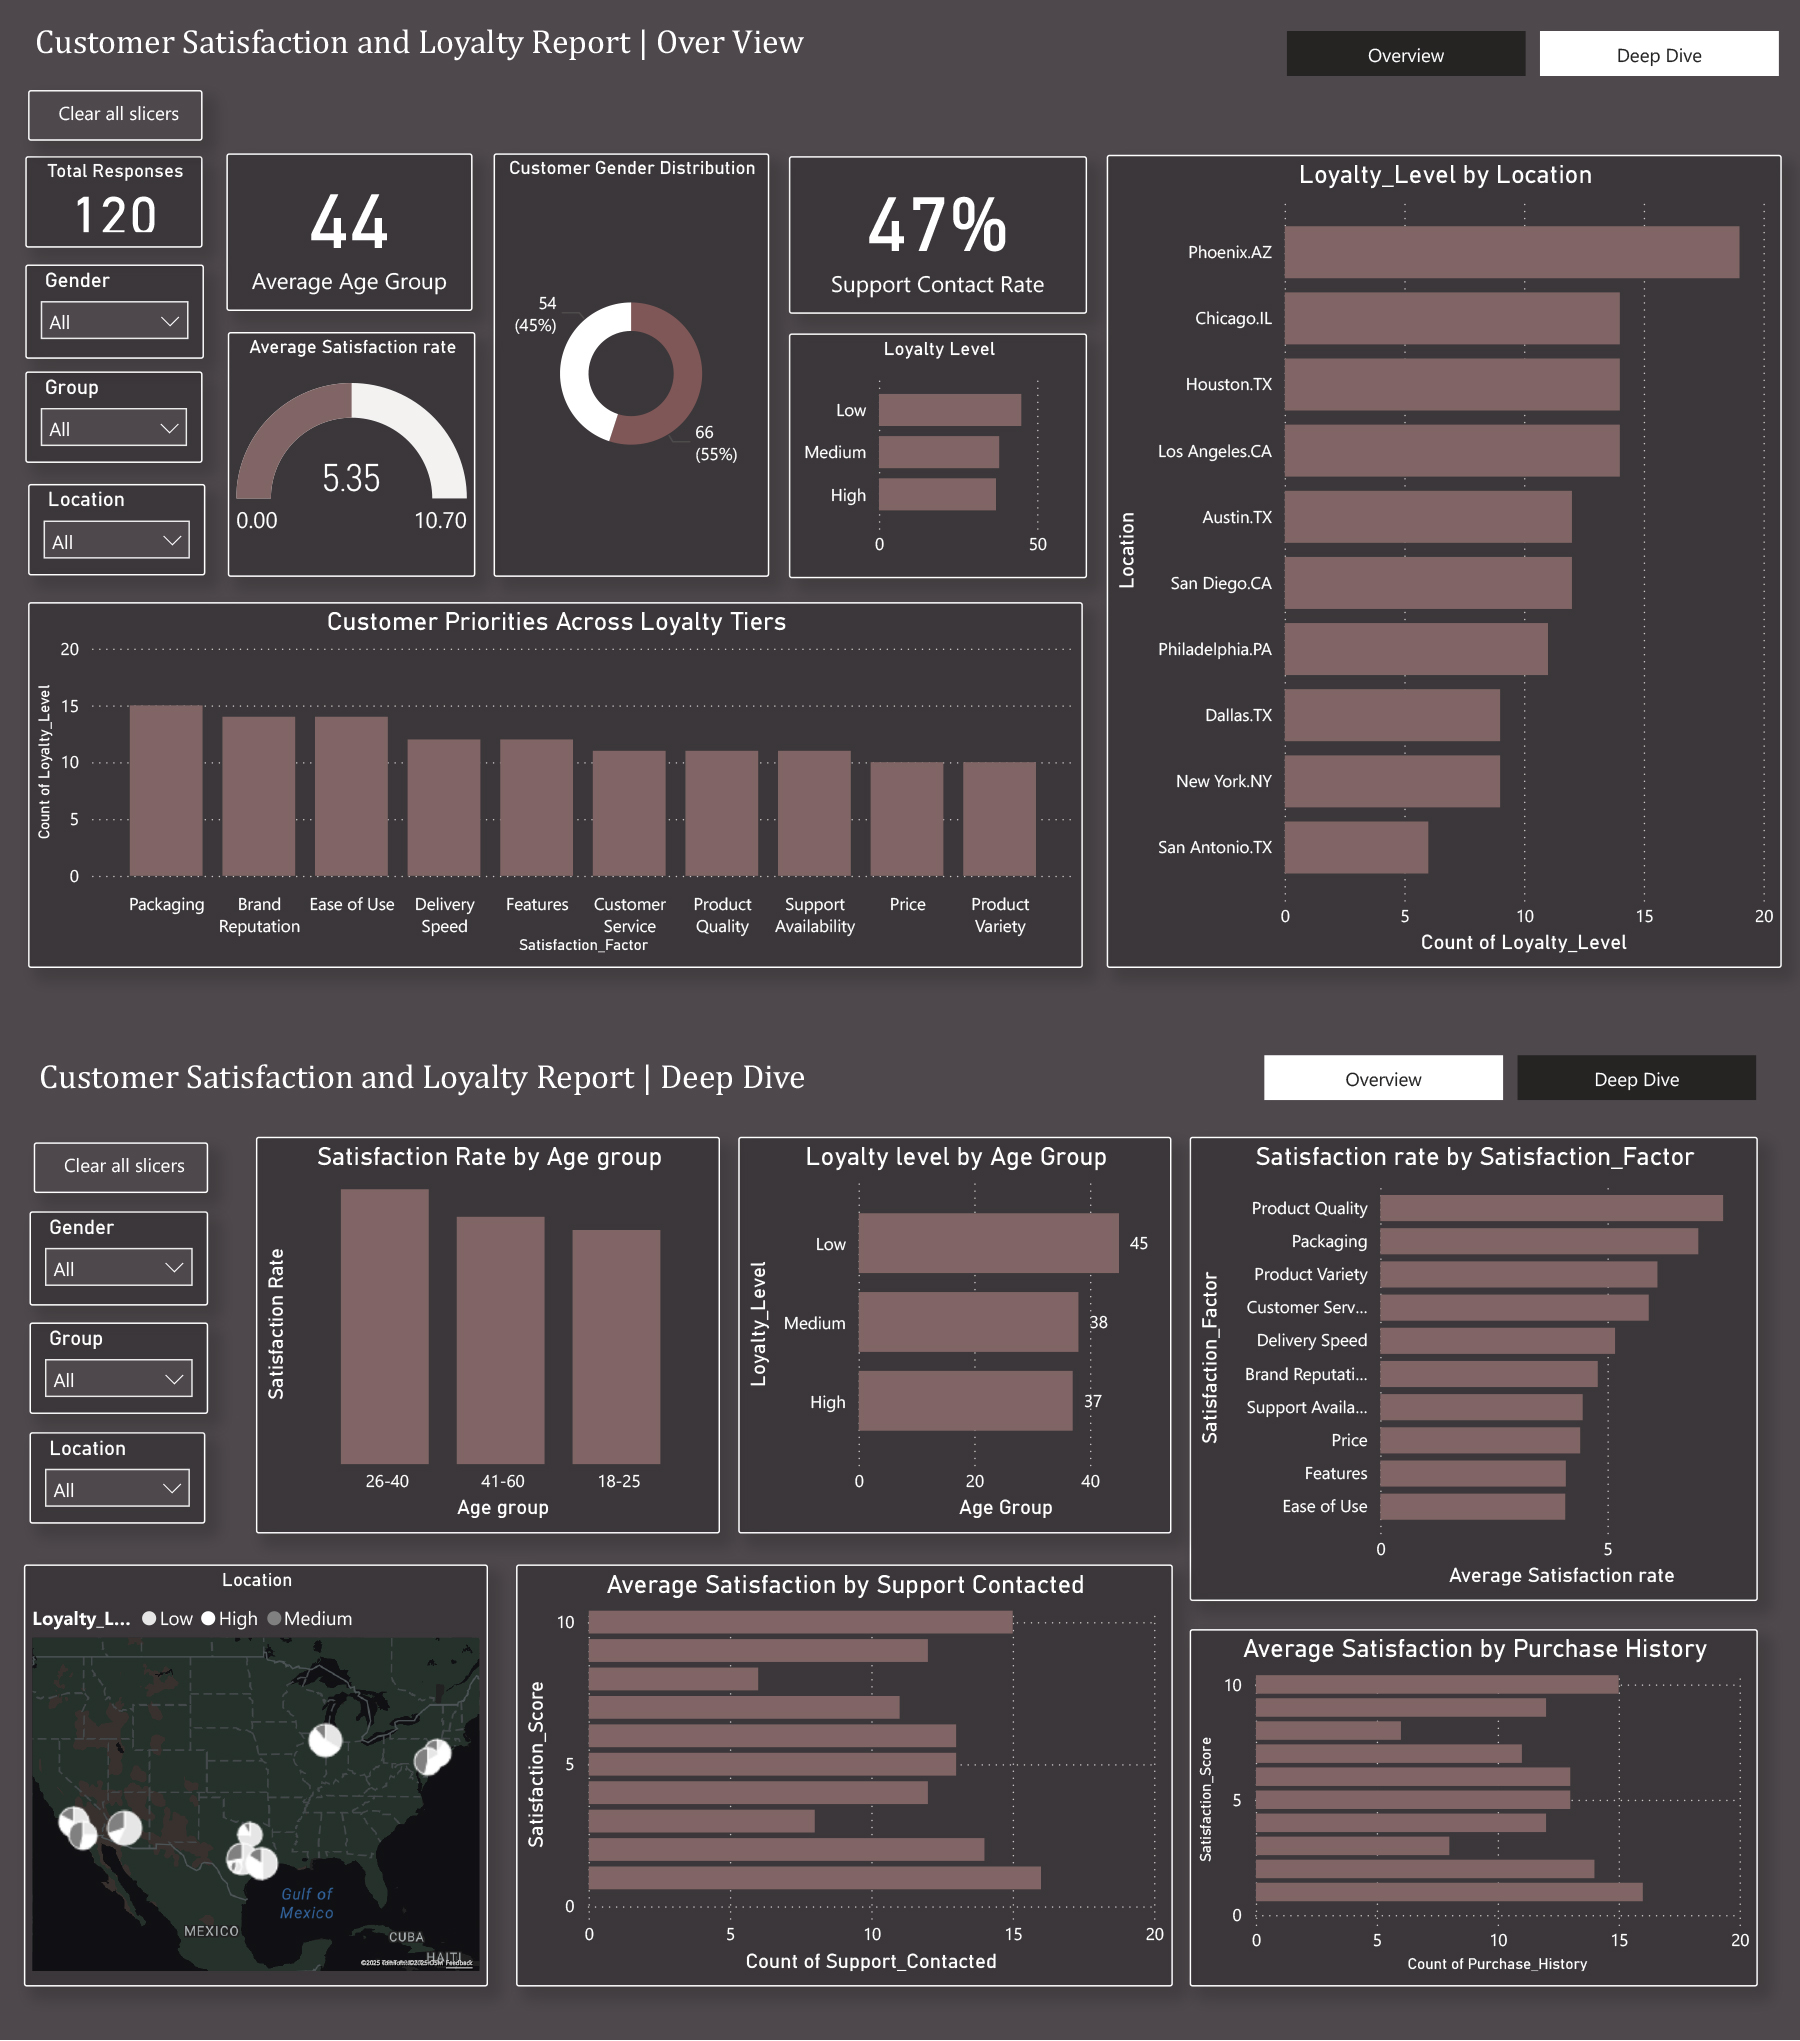 Customer Satisfaction and Loyalty Report | Over View
Overview
Deep Dive
Clear all slicers
Total Responses
120
Gender
All
Group
All
Location
All
44
Average Age Group
Average Satisfaction rate
5.35
0.00
10.70
Customer Gender Distribution
54
(45%)
66
(55%)
47%
Support Contact Rate
Loyalty Level
Low
Medium
High
0
50
Loyalty_Level by Location
Location
Phoenix.AZ
Chicago.IL
Houston.TX
Los Angeles.CA
Austin.TX
San Diego.CA
Philadelphia.PA
Dallas.TX
New York.NY
San Antonio.TX
0
5
10
15
20
Count of Loyalty_Level
Customer Priorities Across Loyalty Tiers
Count of Loyalty_Level
20
15
10
5
0
Packaging
Brand
Reputation
Ease of Use
Delivery
Speed
Features
Customer
Service
Product
Quality
Support
Availability
Price
Product
Variety
Satisfaction_Factor
Customer Satisfaction and Loyalty Report | Deep Dive
Overview
Deep Dive
Clear all slicers
Gender
All
Group
All
Location
All
Satisfaction Rate by Age group
Satisfaction Rate
26-40
41-60
18-25
Age group
Loyalty level by Age Group
Loyalty_Level
Low
45
Medium
38
High
37
0
20
40
Age Group
Satisfaction rate by Satisfaction_Factor
Satisfaction_Factor
Product Quality
Packaging
Product Variety
Customer Serv...
Delivery Speed
Brand Reputati...
Support Availa...
Price
Features
Ease of Use
0
5
Average Satisfaction rate
Location
Loyalty_L... Low High Medium
Gulf of
Mexico
MEXICO
CUBA
HAITI
©2025 TomTom Feedback
Average Satisfaction by Support Contacted
Satisfaction_Score
10
5
0
0
5
10
15
20
Count of Support_Contacted
Average Satisfaction by Purchase History
Satisfaction_Score
10
5
0
0
5
10
15
20
Count of Purchase_History